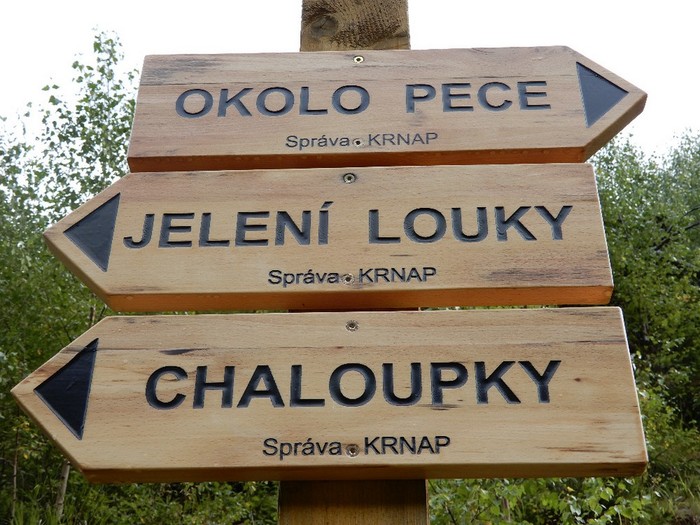 OKOLO PECE
Správa KRNAP
JELENÍ LOUKY
Správa KRNAP
CHALOUPKY
Správa KRNAP